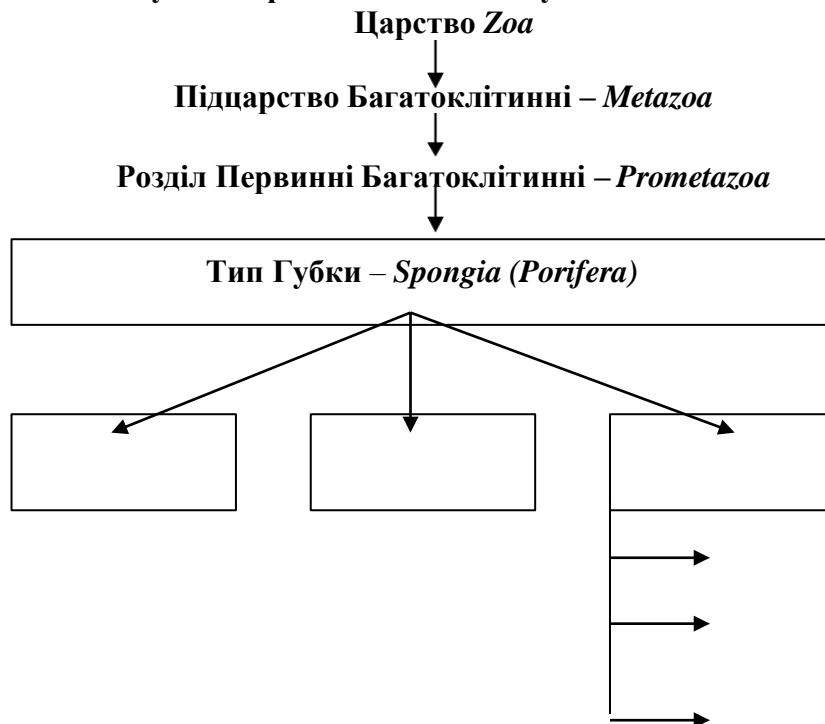 Царство Zoa
Підцарство Багатоклітинні – Metazoa
Розділ Первинні Багатоклітинні – Prometazoa
Тип Губки – Spongia (Porifera)